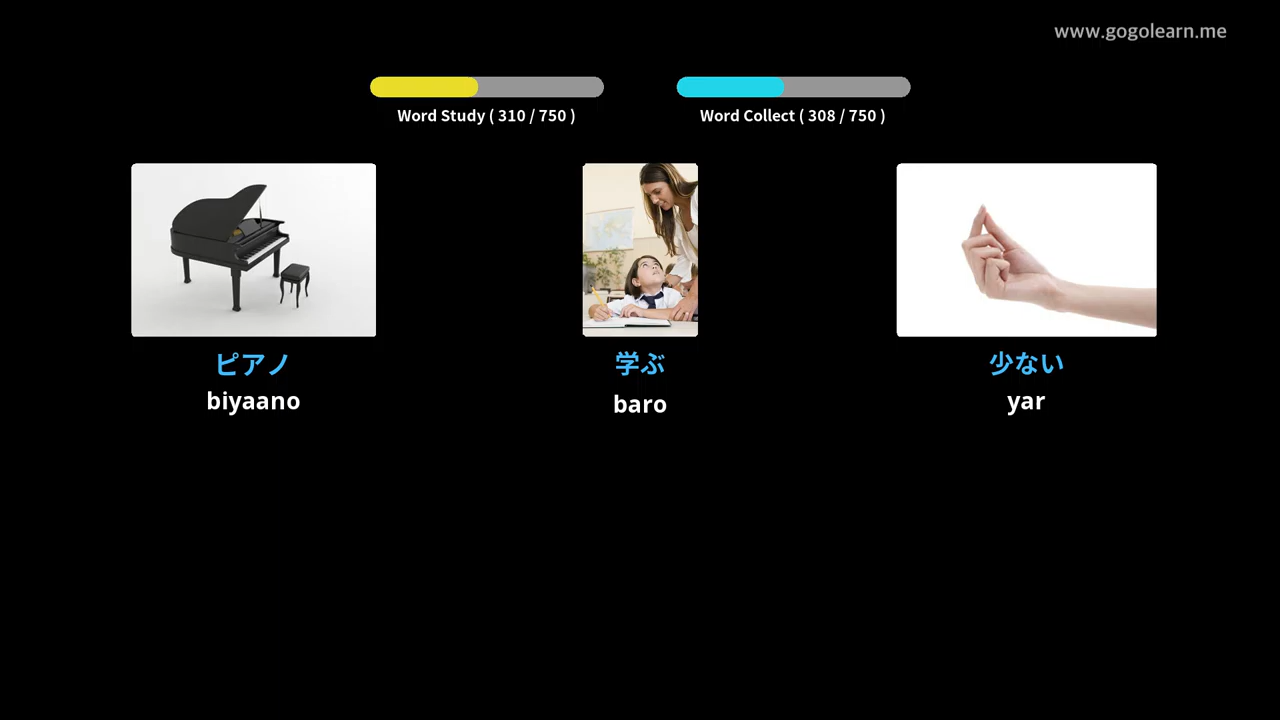 www.gogolearn.me
Word Study ( 310 / 750 )
Word Collect ( 308 / 750 )
ピアノ
biyaano
学ぶ
baro
少ない
yar